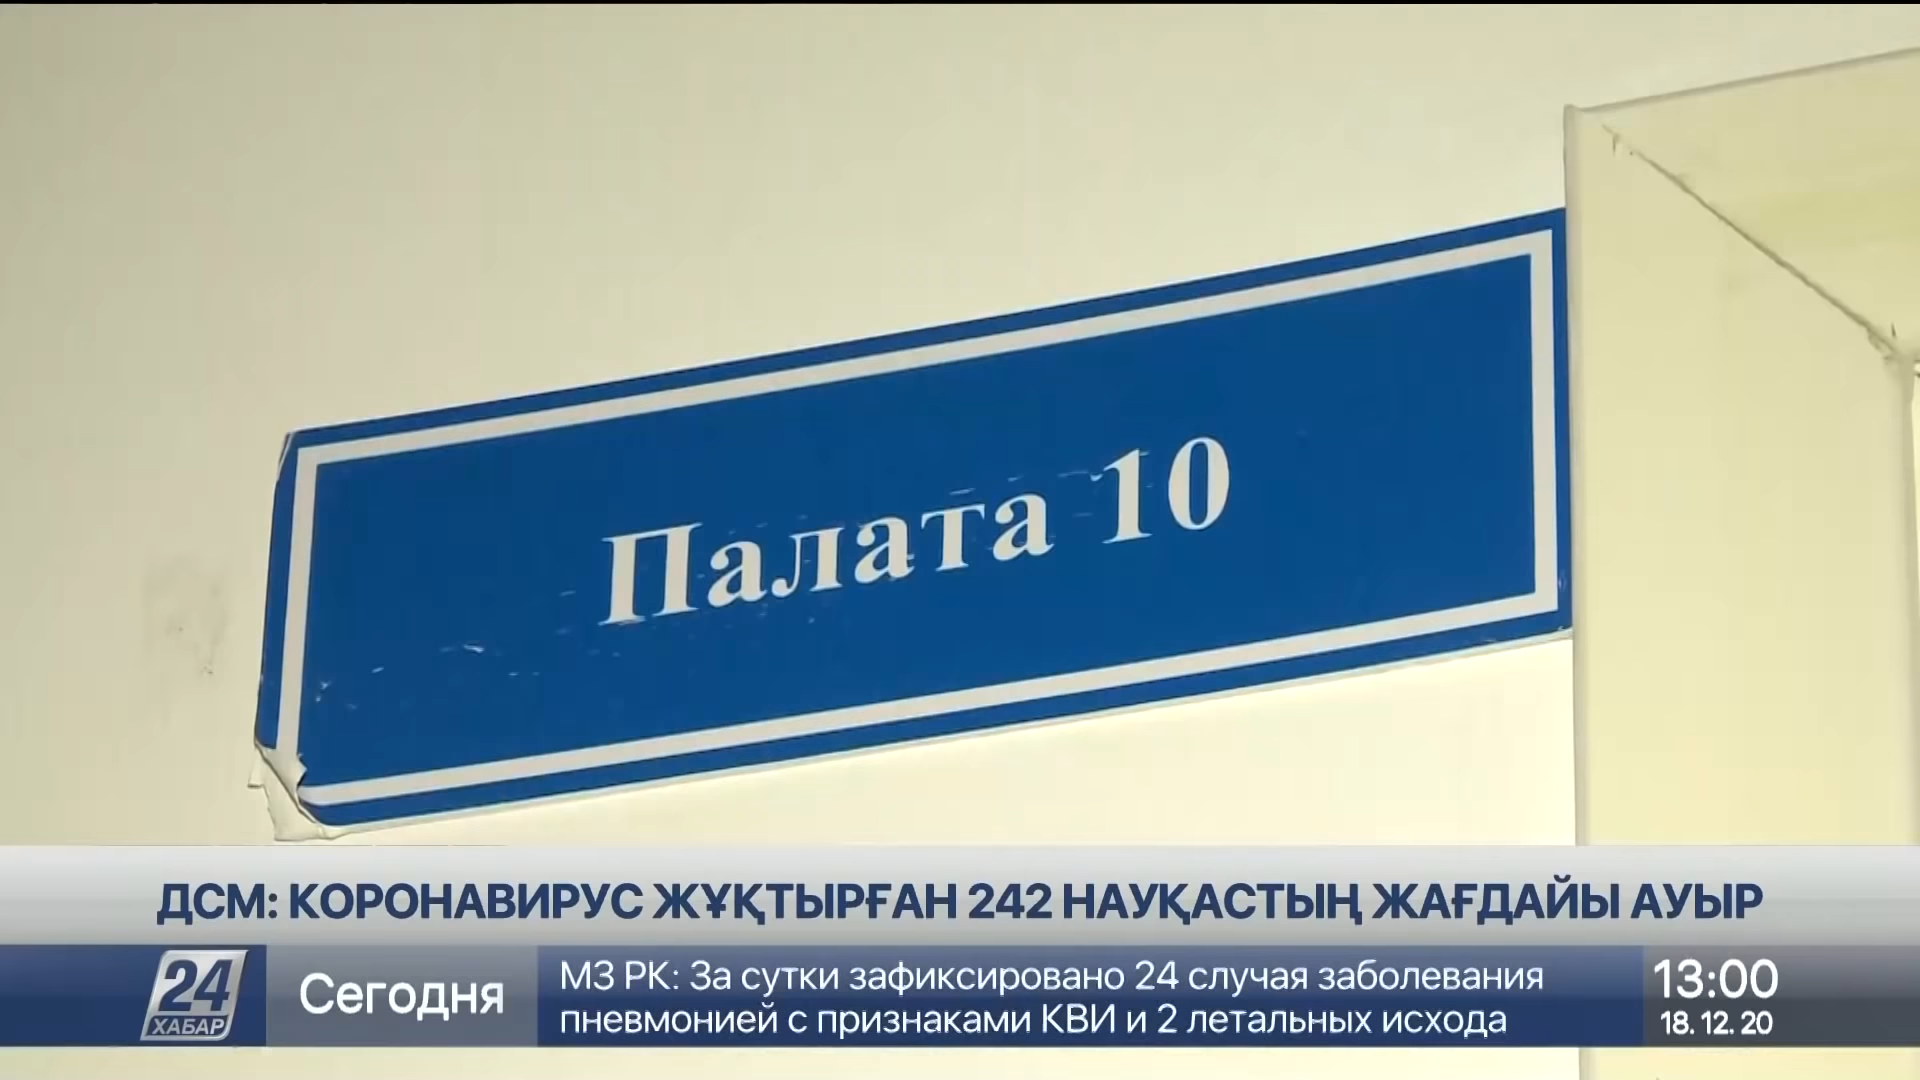 Палата 10
ДСМ: КОРОНАВИРУС ЖҰҚТЫРҒАН 242 НАУҚАСТЫҢ ЖАҒДАЙЫ АУЫР
24
ХАБАР
Сегодня
МЗ РК: За сутки зафиксировано 24 случая заболевания
пневмонией с признаками КВИ и 2 летальных исхода
13:00
18. 12. 20